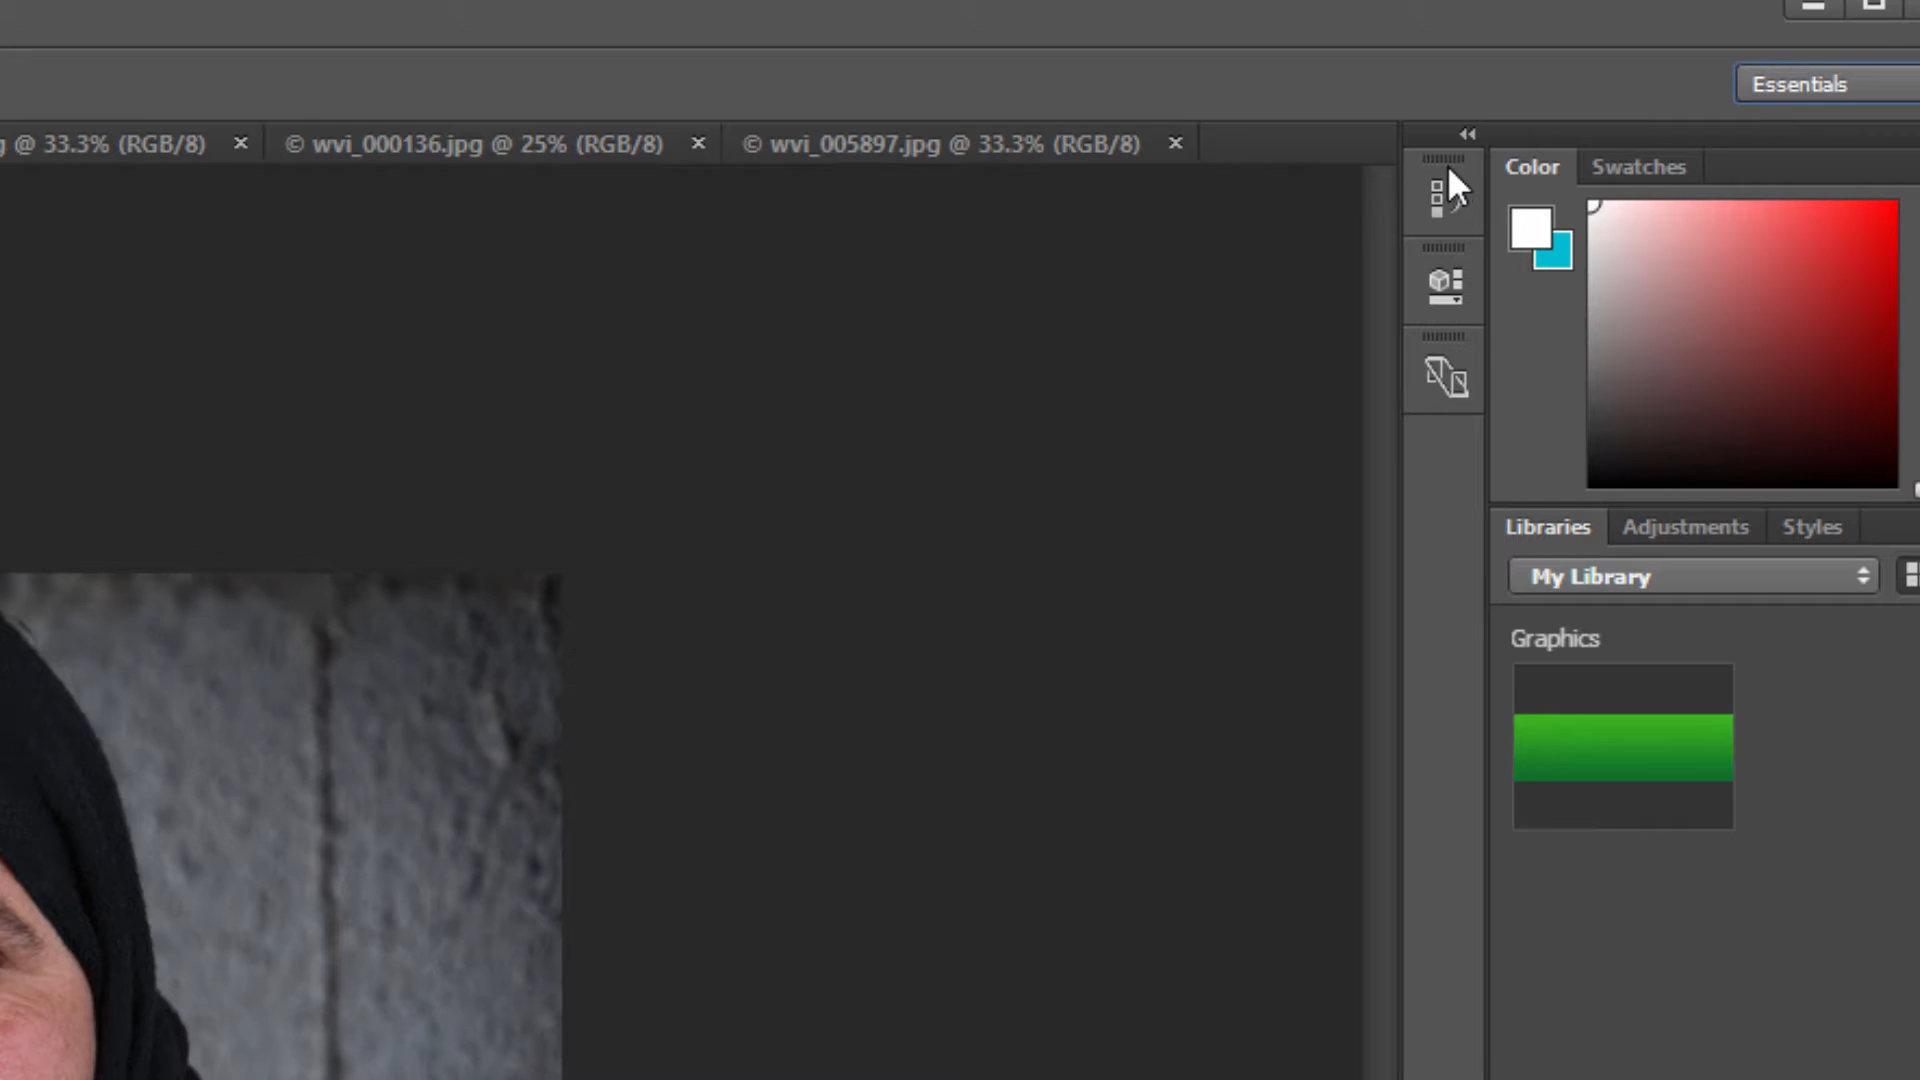 Essentials
g @ 33.3% (RGB/8) × © wvi_000136.jpg @ 25% (RGB/8) × © wvi_005897.jpg @ 33.3% (RGB/8) ×
Color Swatches
Libraries Adjustments Styles
My Library
Graphics